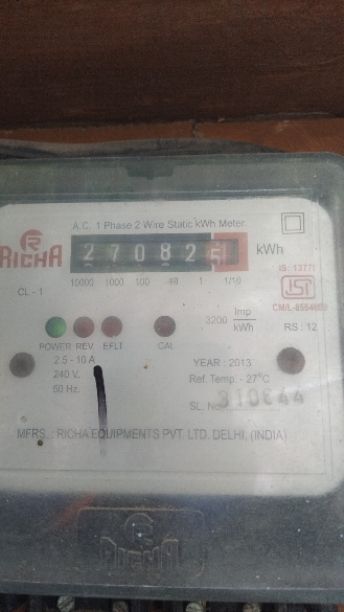 A.C. 1 Phase 2 Wire Static kWh Meter
R
RICHA
270825
kWh
10000 1000 100 10 1 1/10
IS: 13771
ISI
CL - 1
3200 Imp/kWh
RS : 12
POWER REV. EFLT CAL
2.5 - 10 A
240 V.
50 Hz.
YEAR : 2013
Ref. Temp. - 27°C
SL. No.
MFRS. : RICHA EQUIPMENTS PVT. LTD. DELHI, (INDIA)
R
RICHA